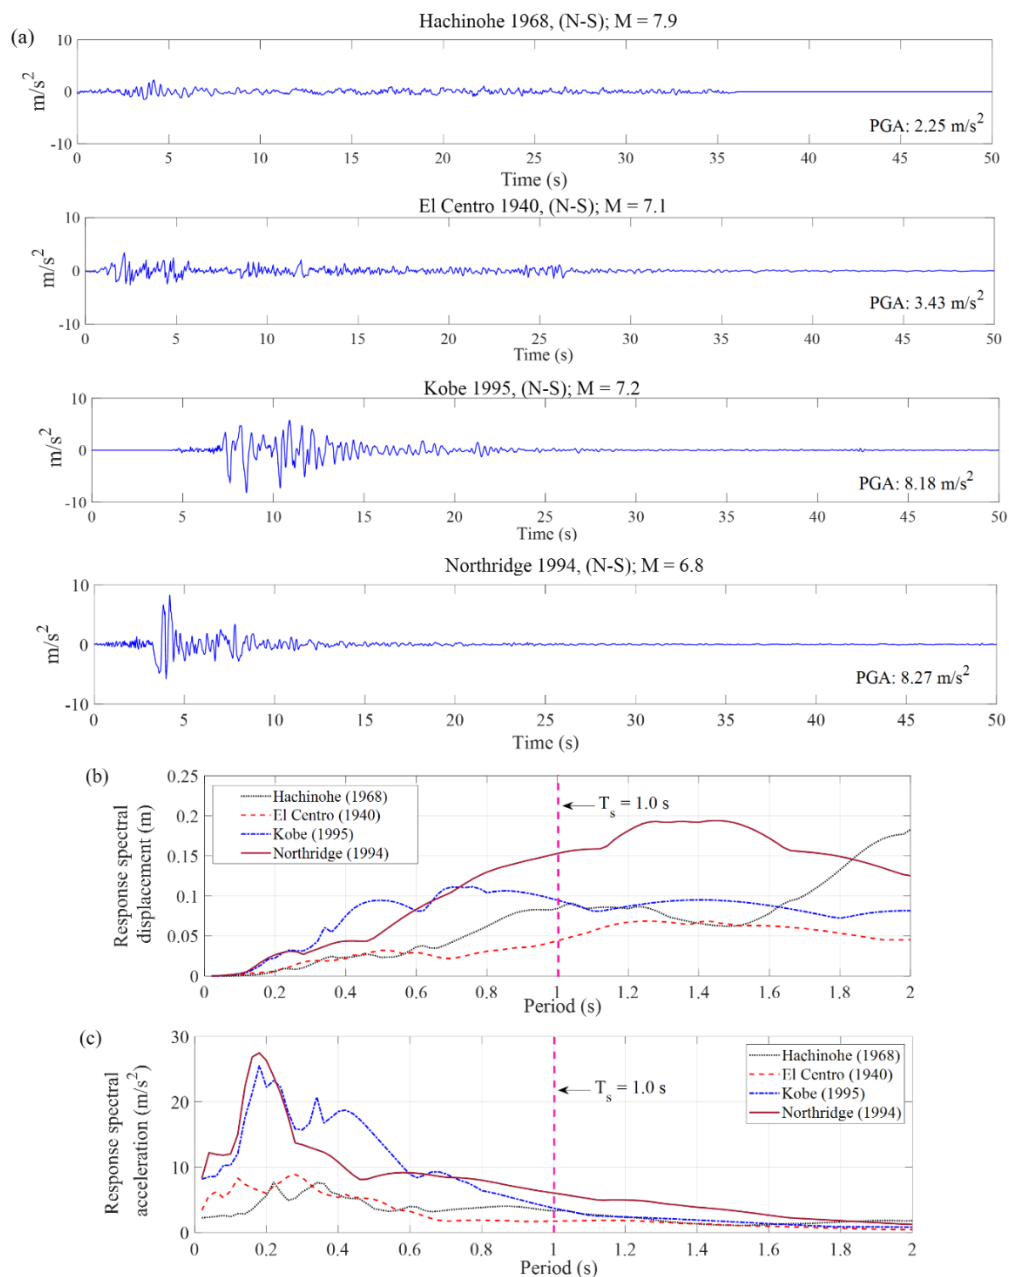 (a)
Hachinohe 1968, (N-S); M = 7.9
10
0
-10
m/s2
PGA: 2.25 m/s2
0 5 10 15 20 25 30 35 40 45 50
Time (s)
El Centro 1940, (N-S); M = 7.1
10
0
-10
m/s2
PGA: 3.43 m/s2
0 5 10 15 20 25 30 35 40 45 50
Time (s)
Kobe 1995, (N-S); M = 7.2
10
0
-10
m/s2
PGA: 8.18 m/s2
0 5 10 15 20 25 30 35 40 45 50
Time (s)
Northridge 1994, (N-S); M = 6.8
10
0
-10
m/s2
PGA: 8.27 m/s2
0 5 10 15 20 25 30 35 40 45 50
Time (s)
(b)
0.25
0.2
0.15
0.1
0.05
0
Response spectral
displacement (m)
Hachinohe (1968)
El Centro (1940)
Kobe (1995)
Northridge (1994)
Ts = 1.0 s
0 0.2 0.4 0.6 0.8 1 1.2 1.4 1.6 1.8 2
Period (s)
(c)
30
20
10
0
Response spectral
acceleration (m/s2)
Ts = 1.0 s
Hachinohe (1968)
El Centro (1940)
Kobe (1995)
Northridge (1994)
0 0.2 0.4 0.6 0.8 1 1.2 1.4 1.6 1.8 2
Period (s)